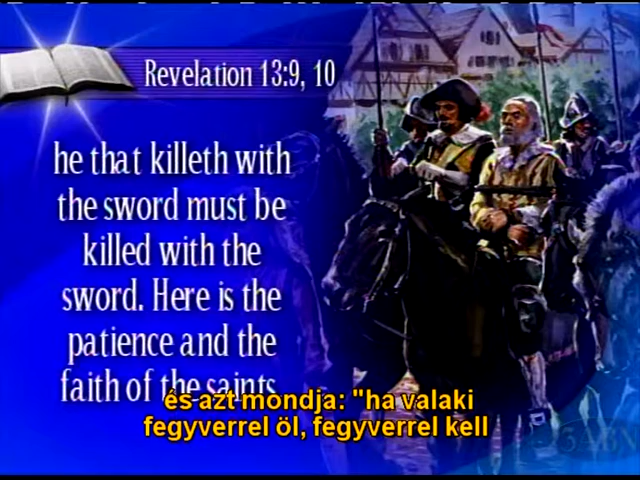 Revelation 13:9, 10
he that killeth with
the sword must be
killed with the
sword. Here is the
patience and the
faith of the saints.
és azt mondja: "ha valaki
fegyverrel öl, fegyverrel kell
3ABN